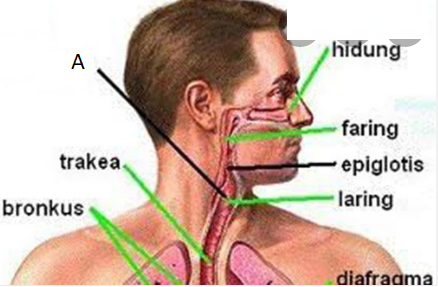 A
hidung
faring
trakea
epiglotis
bronkus
laring
diafragma